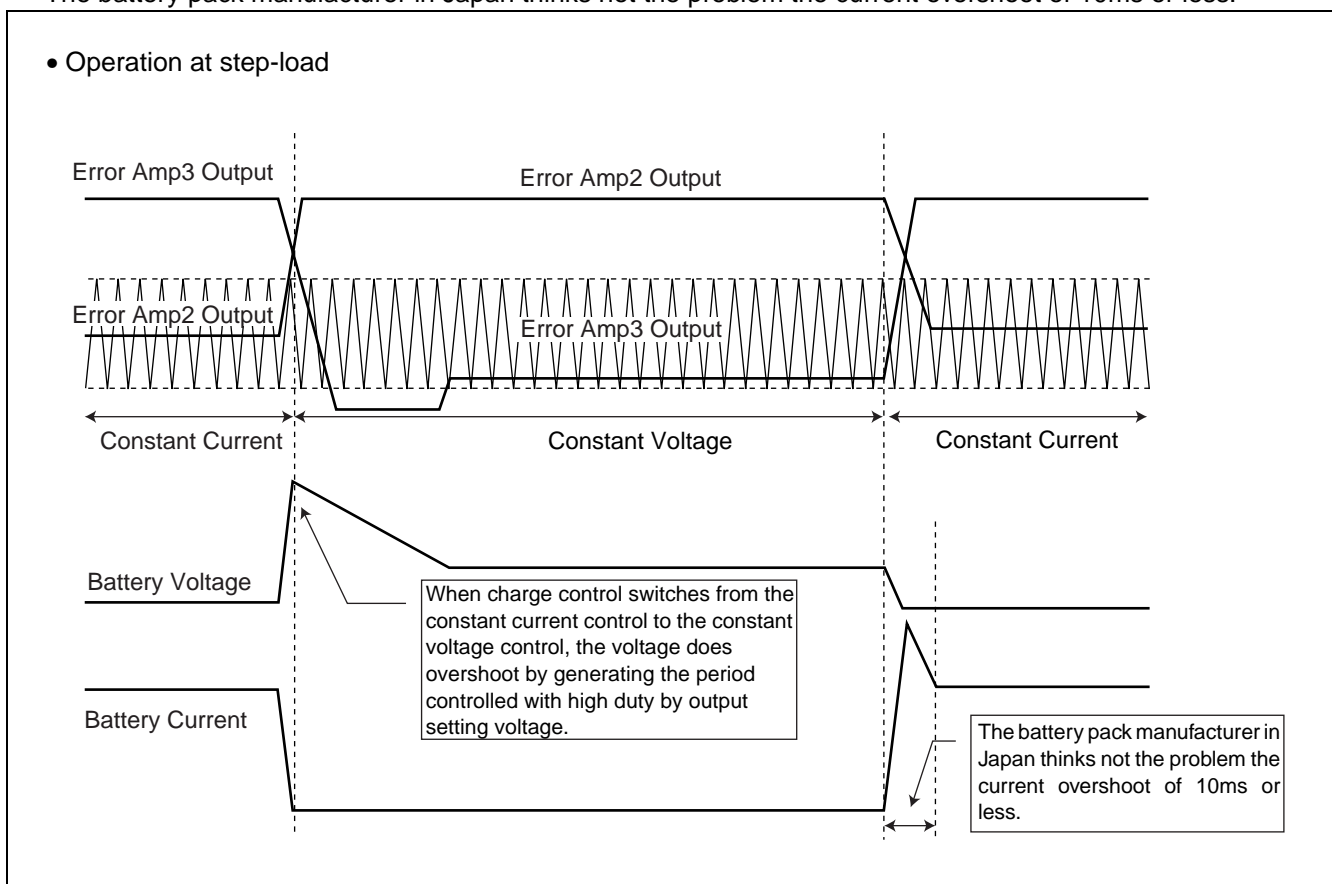 The battery pack manufacturer in Japan thinks not the problem the current overshoot of 10ms or less.
• Operation at step-load
Error Amp3 Output
Error Amp2 Output
Error Amp2 Output
Error Amp3 Output
Constant Current
Constant Voltage
Constant Current
Battery Voltage
When charge control switches from the
constant current control to the constant
voltage control, the voltage does
overshoot by generating the period
controlled with high duty by output
setting voltage.
Battery Current
The battery pack manufacturer in
Japan thinks not the problem the
current overshoot of 10ms or
less.